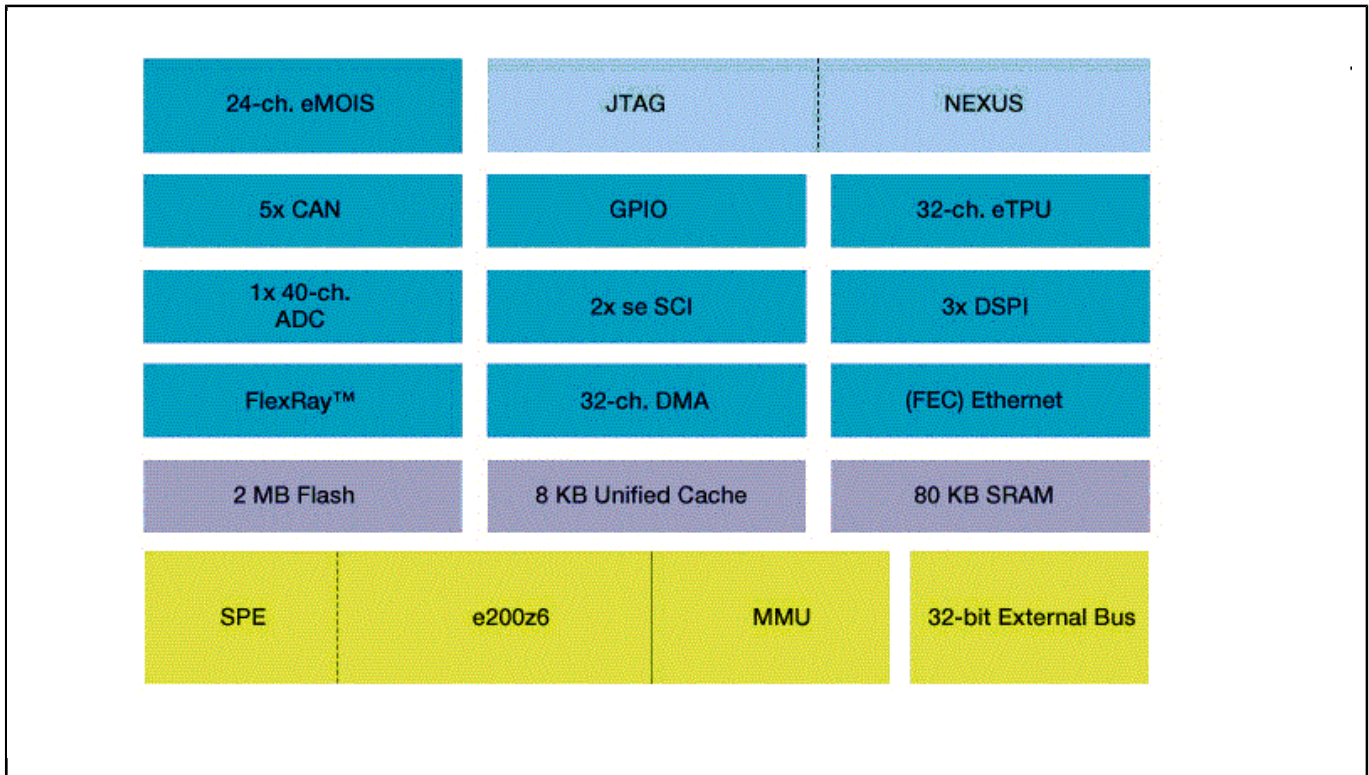 24-ch. eMOIS
JTAG
NEXUS
5x CAN
GPIO
32-ch. eTPU
1x 40-ch.
ADC
2x se SCI
3x DSPI
FlexRay™
32-ch. DMA
(FEC) Ethernet
2 MB Flash
8 KB Unified Cache
80 KB SRAM
SPE
e200z6
MMU
32-bit External Bus